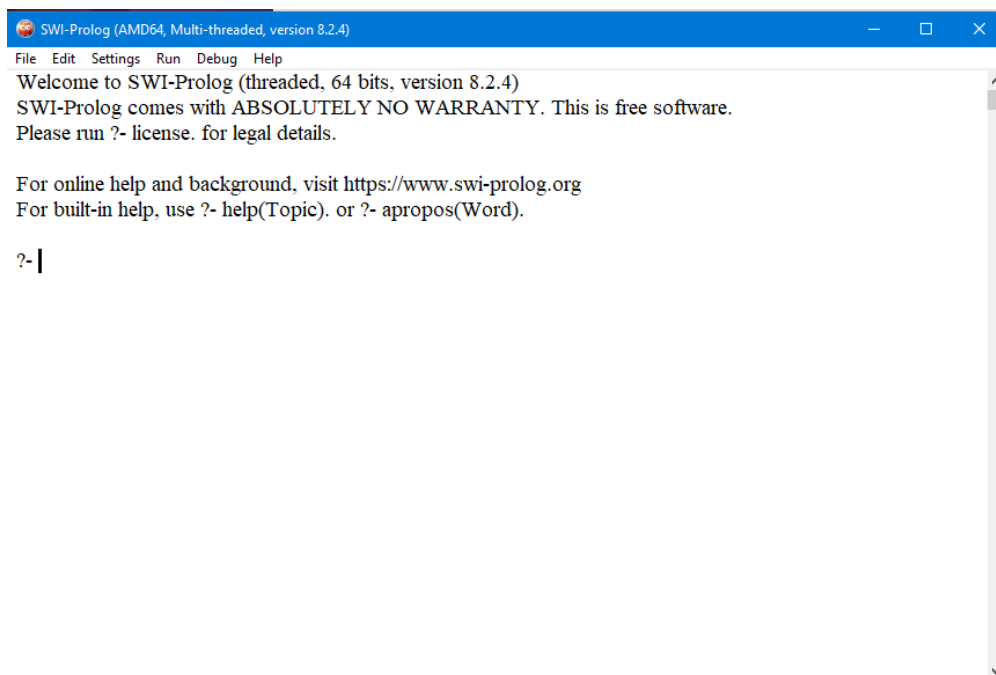 SWI-Prolog (AMD64, Multi-threaded, version 8.2.4)
File Edit Settings Run Debug Help
Welcome to SWI-Prolog (threaded, 64 bits, version 8.2.4)
SWI-Prolog comes with ABSOLUTELY NO WARRANTY. This is free software.
Please run ?- license. for legal details.
For online help and background, visit https://www.swi-prolog.org
For built-in help, use ?- help(Topic). or ?- apropos(Word).
?-